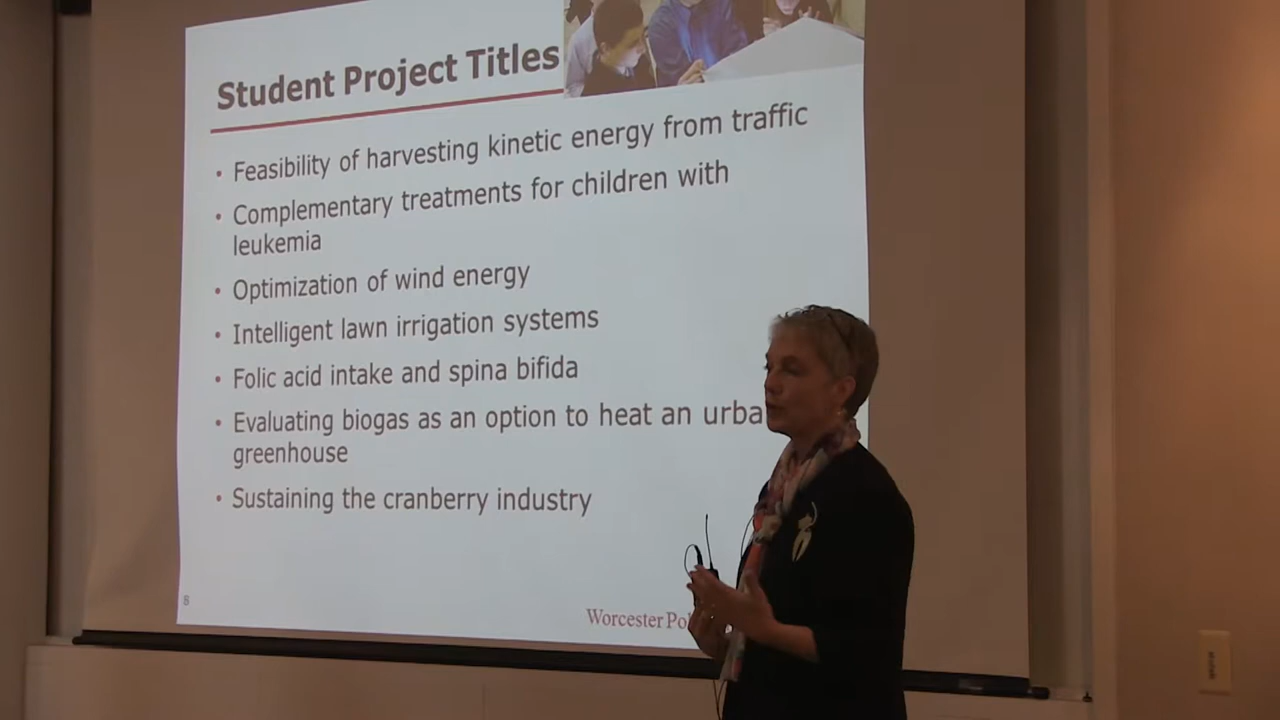 Student Project Titles
• Feasibility of harvesting kinetic energy from traffic
• Complementary treatments for children with
leukemia
• Optimization of wind energy
• Intelligent lawn irrigation systems
• Folic acid intake and spina bifida
• Evaluating biogas as an option to heat an urba
greenhouse
• Sustaining the cranberry industry
8
Worcester Po